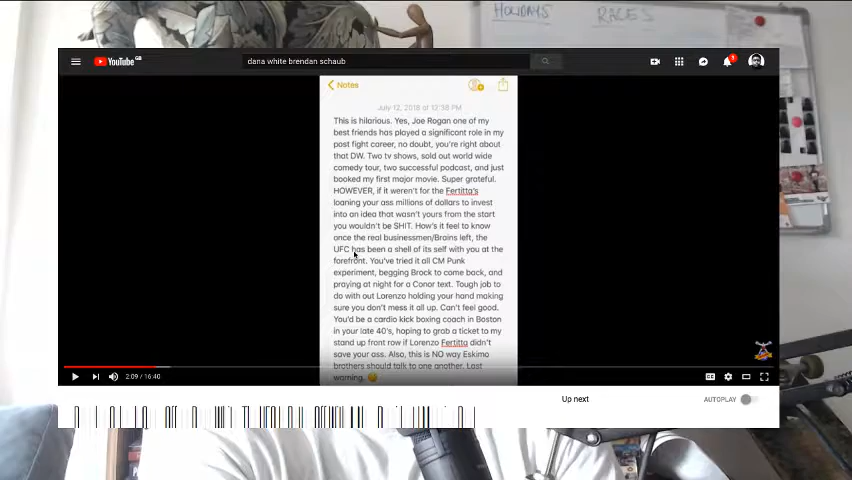 HOLIDAYS RACES
YouTube GB
dana white brendan schaub
1
Notes
July 12, 2018 at 12:38 PM
This is hilarious. Yes, Joe Rogan one of my
best friends has played a significant role in my
post fight career, no doubt, you're right about
that DW. Two tv shows, sold out world wide
comedy tour, two successful podcast, and just
booked my first major movie. Super grateful.
HOWEVER, if it weren't for the Fertitta's
loaning your ass millions of dollars to invest
into an idea that wasn't yours from the start
you wouldn't be SHIT. How's it feel to know
once the real businessmen/Broins left, the
UFC has been a shell of its self with you at the
forefront. You've tried it all CM Punk
experiment, begging Brock to come back, and
praying at night for a Conor text. Tough job to
do with out Lorenzo holding your hand making
sure you don't mess it all up. Can't feel good.
You'd be a cardio kick boxing coach in Boston
in your late 40's, hoping to grab a ticket to my
stand up front row if Lorenzo Fertitta didn't
save your ass. Also, this is NO way Eskimo
brothers should talk to one another. Last
warning.
2:09 / 16:40
Up next
AUTOPLAY